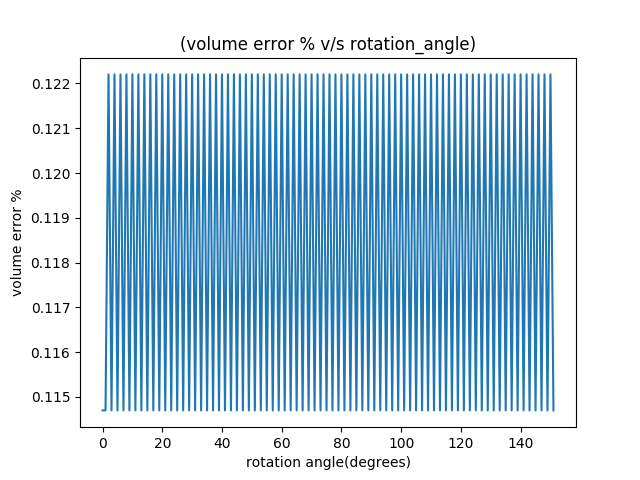 (volume error % v/s rotation_angle)
0.122
0.121
0.120
0.119
0.118
0.117
0.116
0.115
volume error %
0 20 40 60 80 100 120 140
rotation angle(degrees)